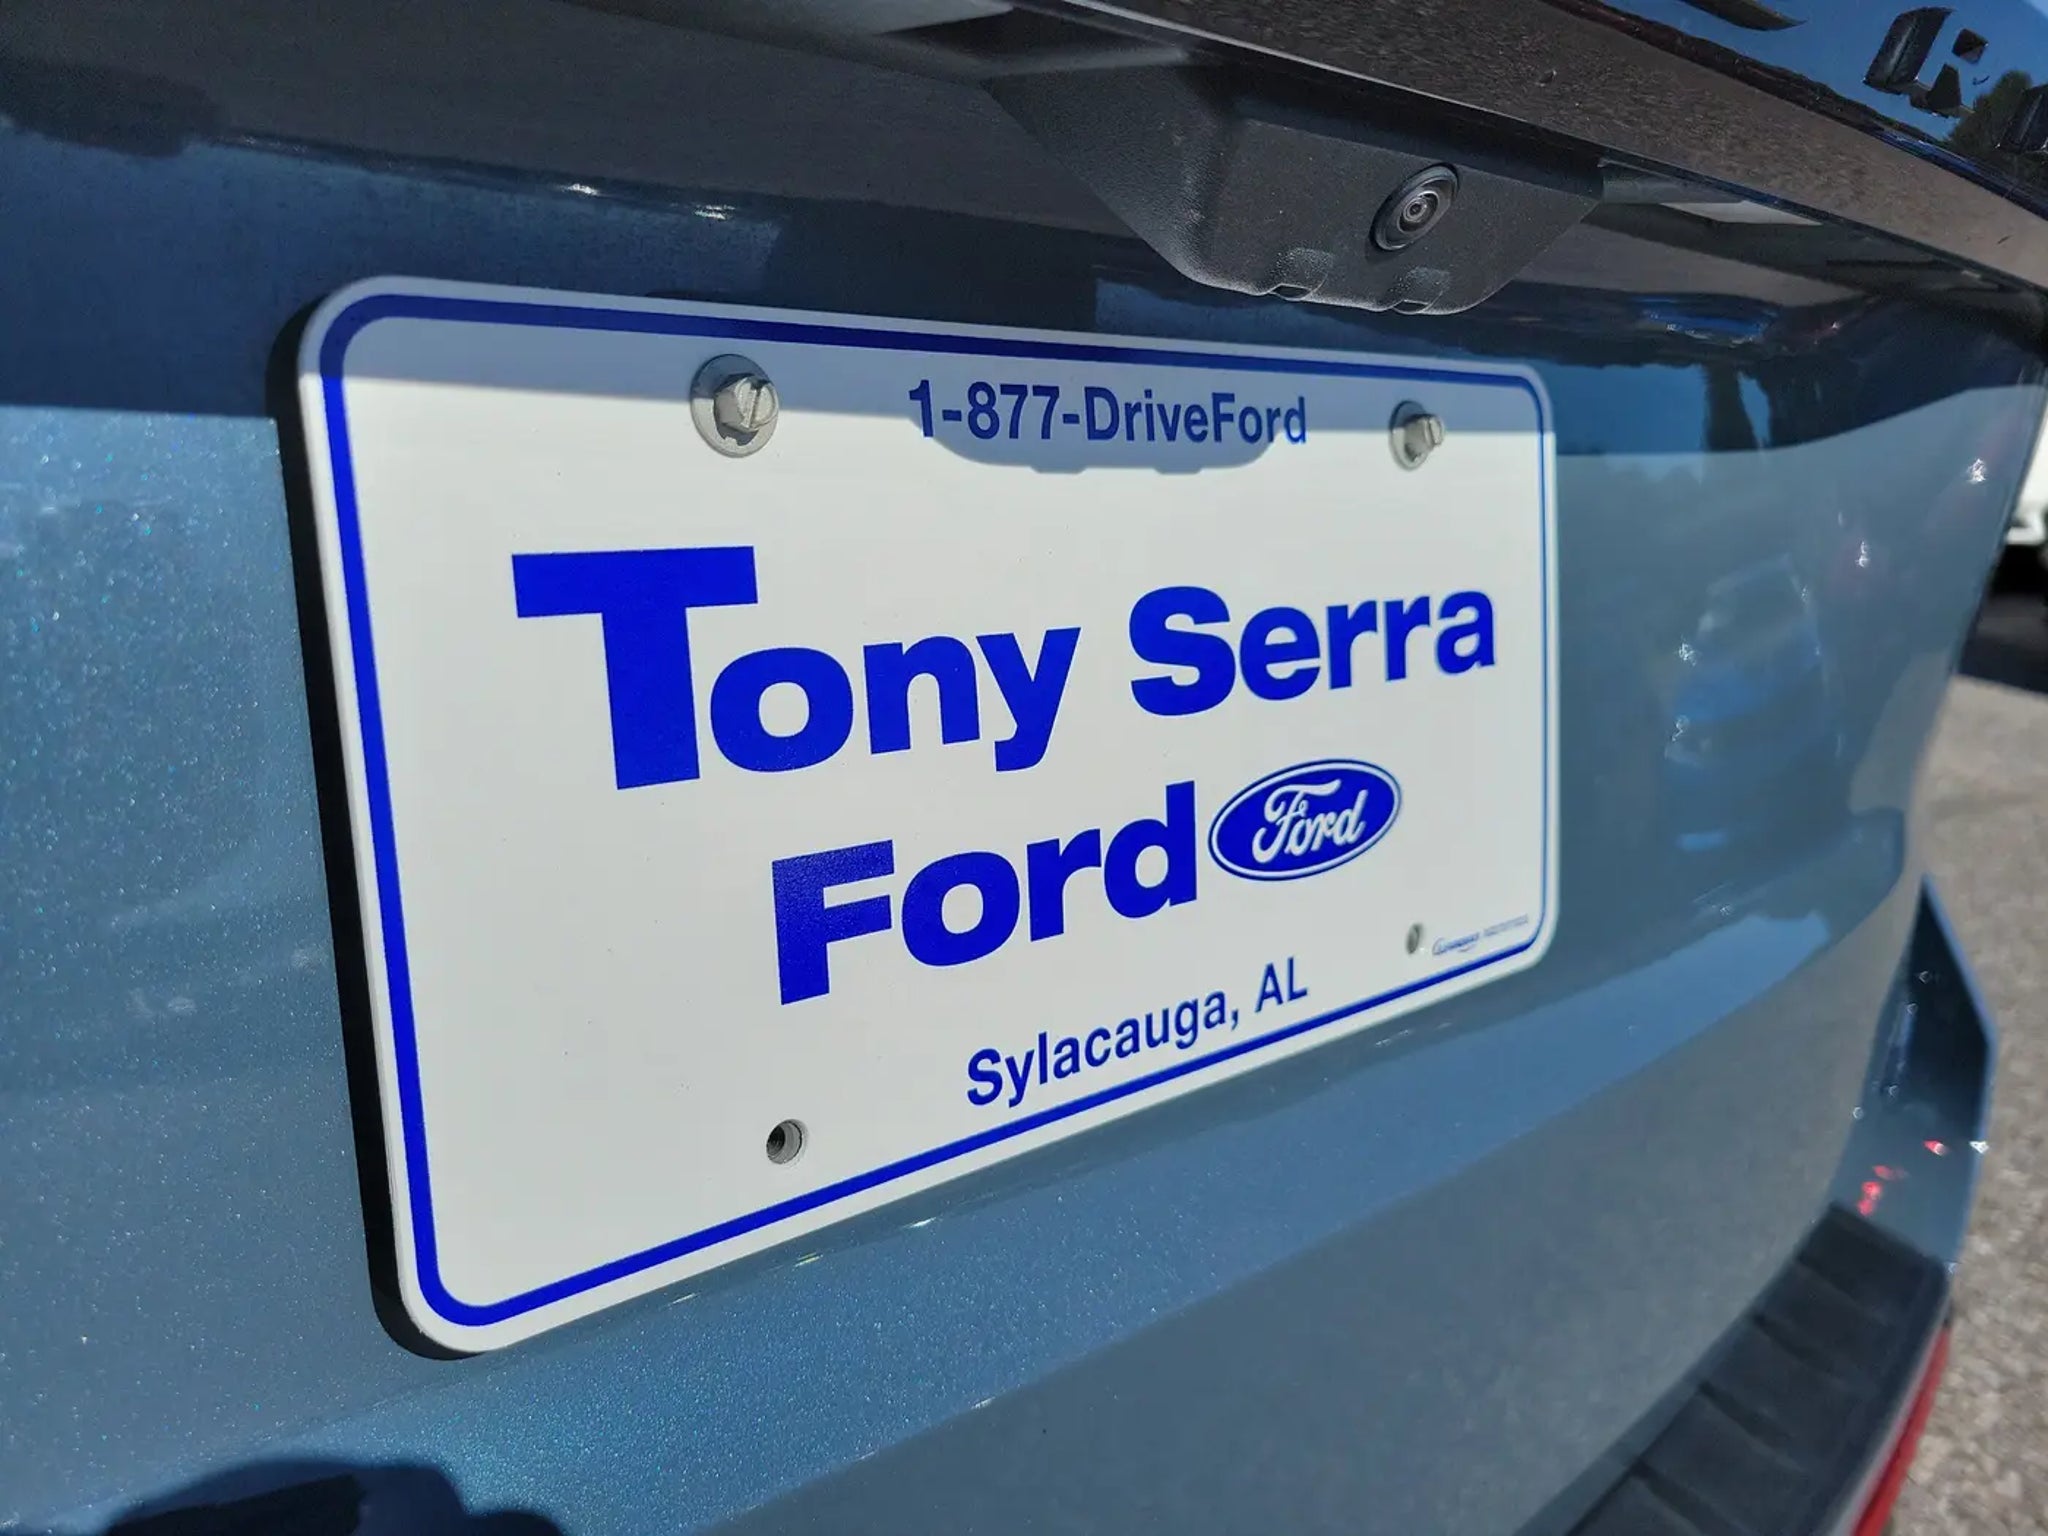 1-877-DriveFord
Tony Serra
Ford Ford
Sylacauga, AL